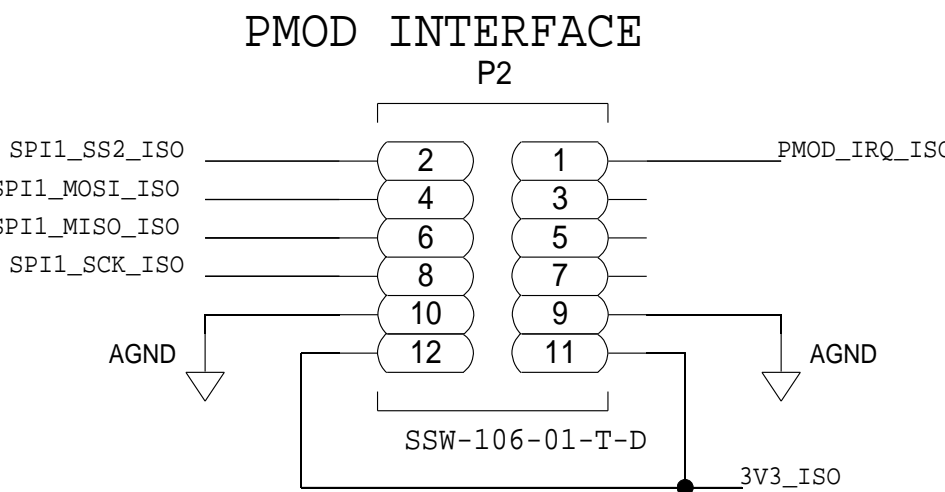 PMOD INTERFACE
P2
SPI1_SS2_ISO 2 1 PMOD_IRQ_ISO
SPI1_MOSI_ISO 4 3
SPI1_MISO_ISO 6 5
SPI1_SCK_ISO 8 7
10 9
AGND 12 11 AGND
SSW-106-01-T-D
3V3_ISO